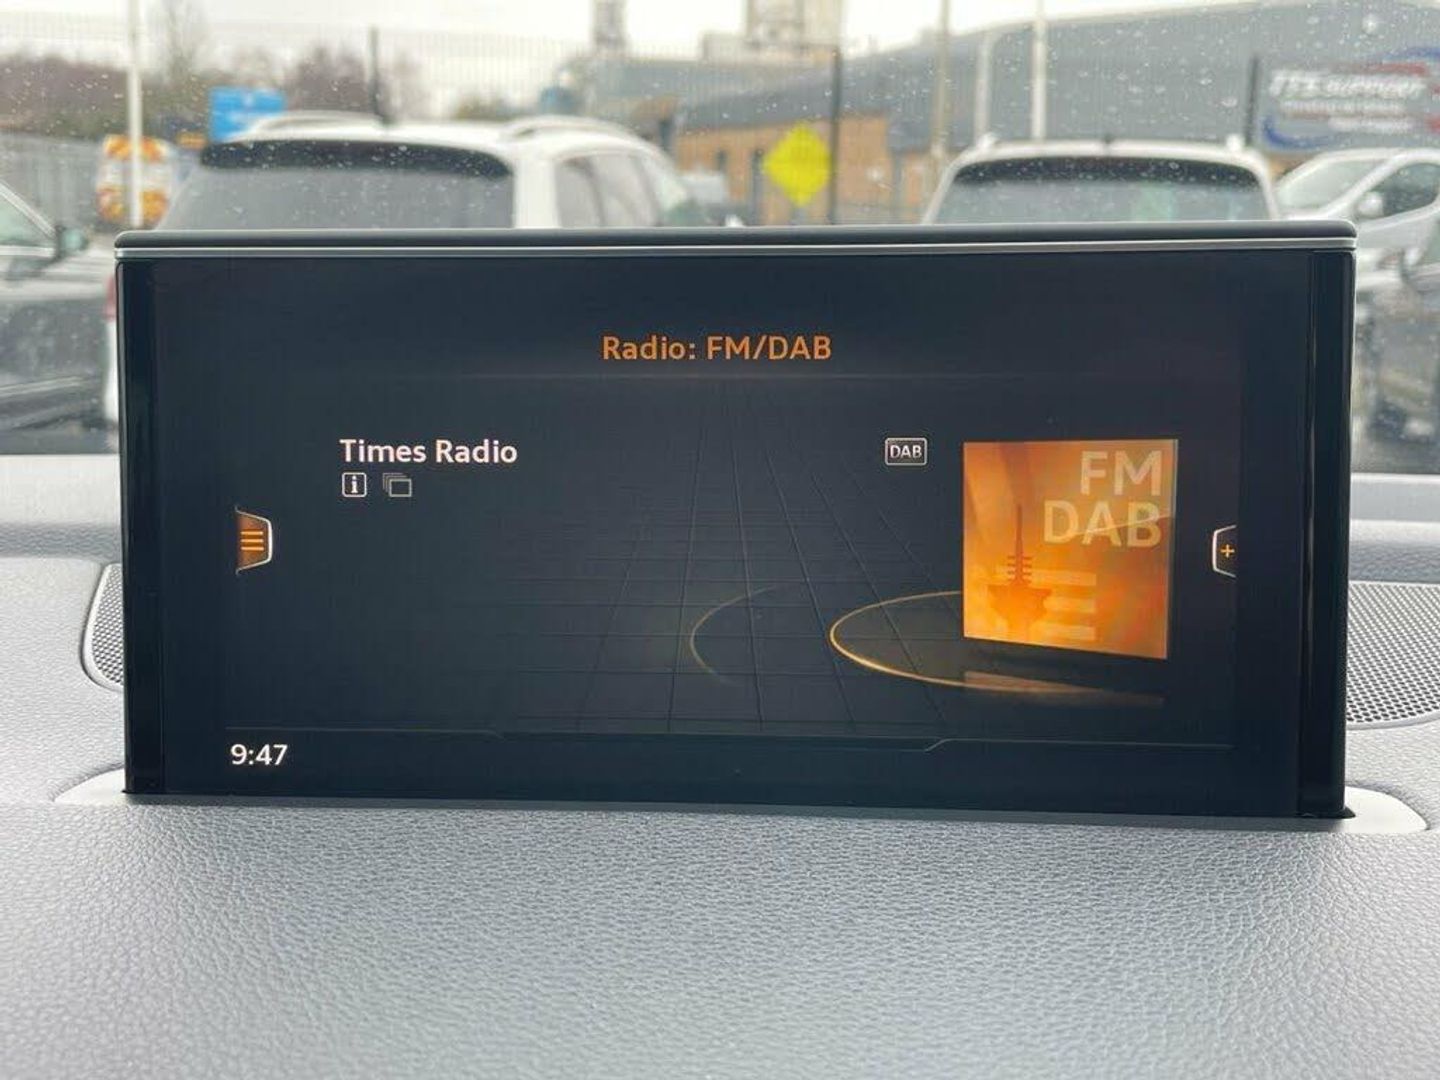 Radio: FM/DAB
Times Radio
DAB
i
FM
DAB
+
9:47